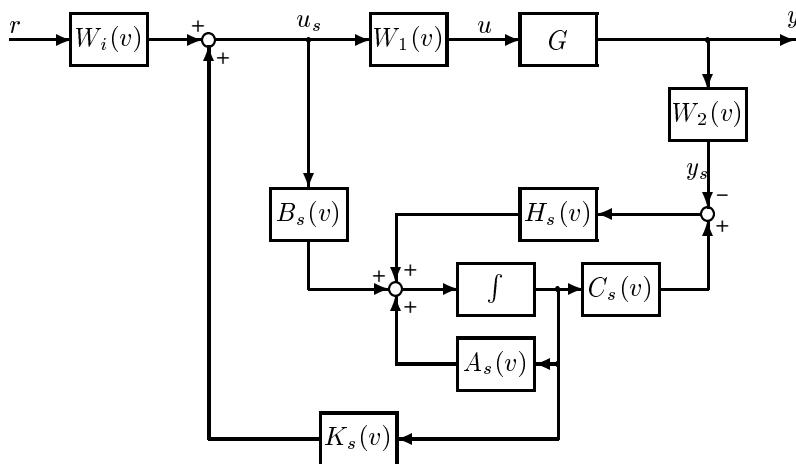 r W_i(v) + u_s W_1(v) u G y
+
W_2(v)
y_s −
B_s(v) H_s(v) +
+ +
∫ C_s(v)
+
A_s(v)
K_s(v)